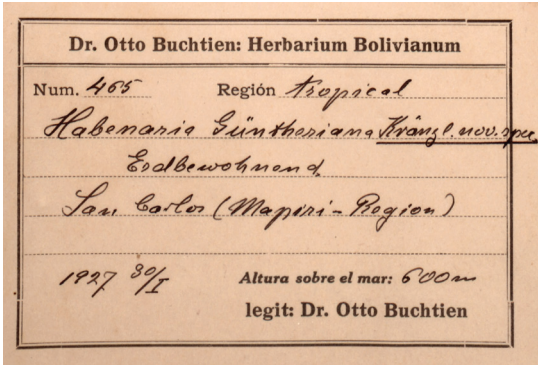 Dr. Otto Buchtien: Herbarium Bolivianum
Num. 465 Región tropical
Habenaria Güntheriana Kränzl. nov. spec.
Erdbewohnend.
San Carlos (Mapiri-Region)
1927 30/I Altura sobre el mar: 600m
legit: Dr. Otto Buchtien